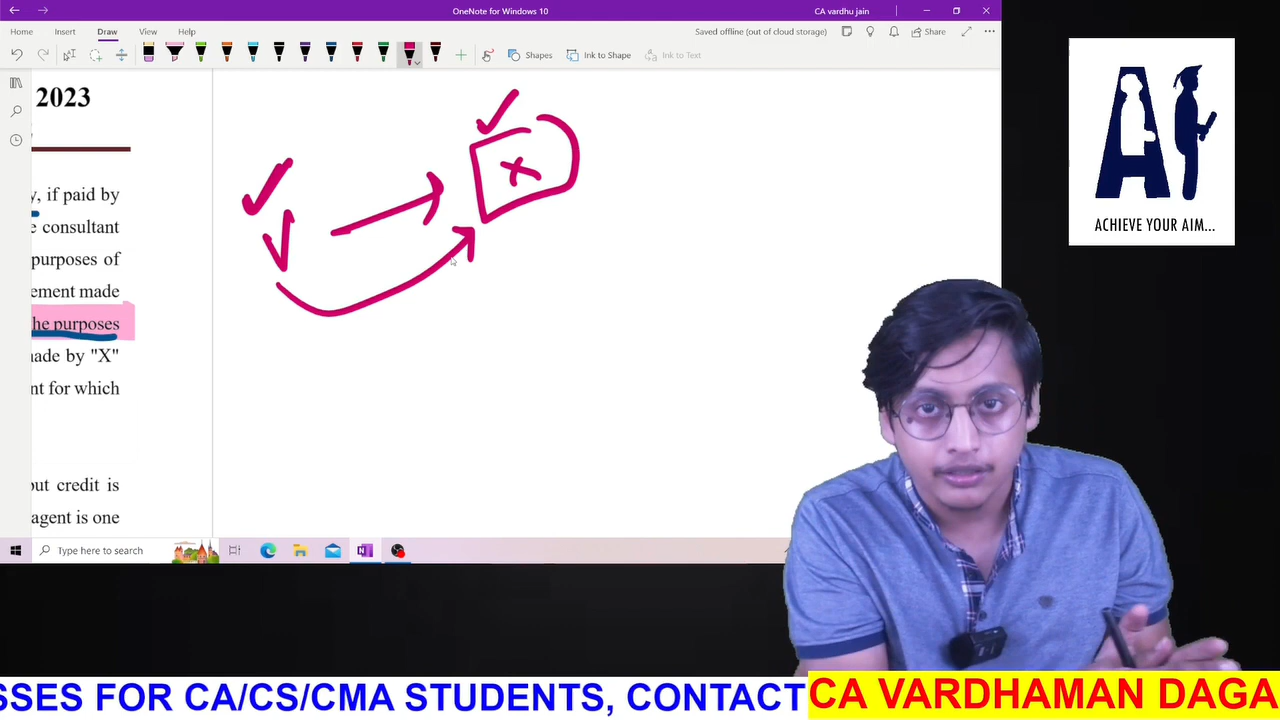 OneNote for Windows 10
CA vardhu jain
Home Insert Draw View Help
Saved offline (out of cloud storage)
Share
Shapes
Ink to Shape
Ink to Text
2023
y, if paid by
e consultant
purposes of
ement made
he purposes
nade by "X"
nt for which
out credit is
agent is one
X
Type here to search
AI
ACHIEVE YOUR AIM...
SSES FOR CA/CS/CMA STUDENTS, CONTACT CA VARDHAMAN DAGA